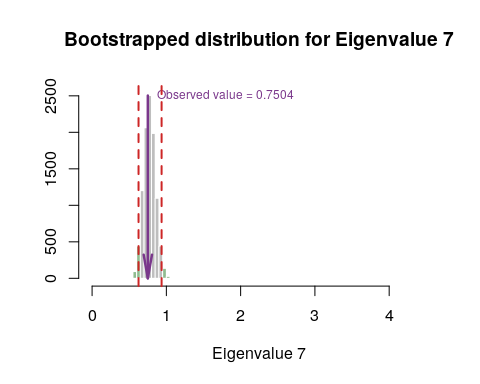 Bootstrapped distribution for Eigenvalue 7
Observed value = 0.7504
2500
1500
500
0
0 1 2 3 4
Eigenvalue 7